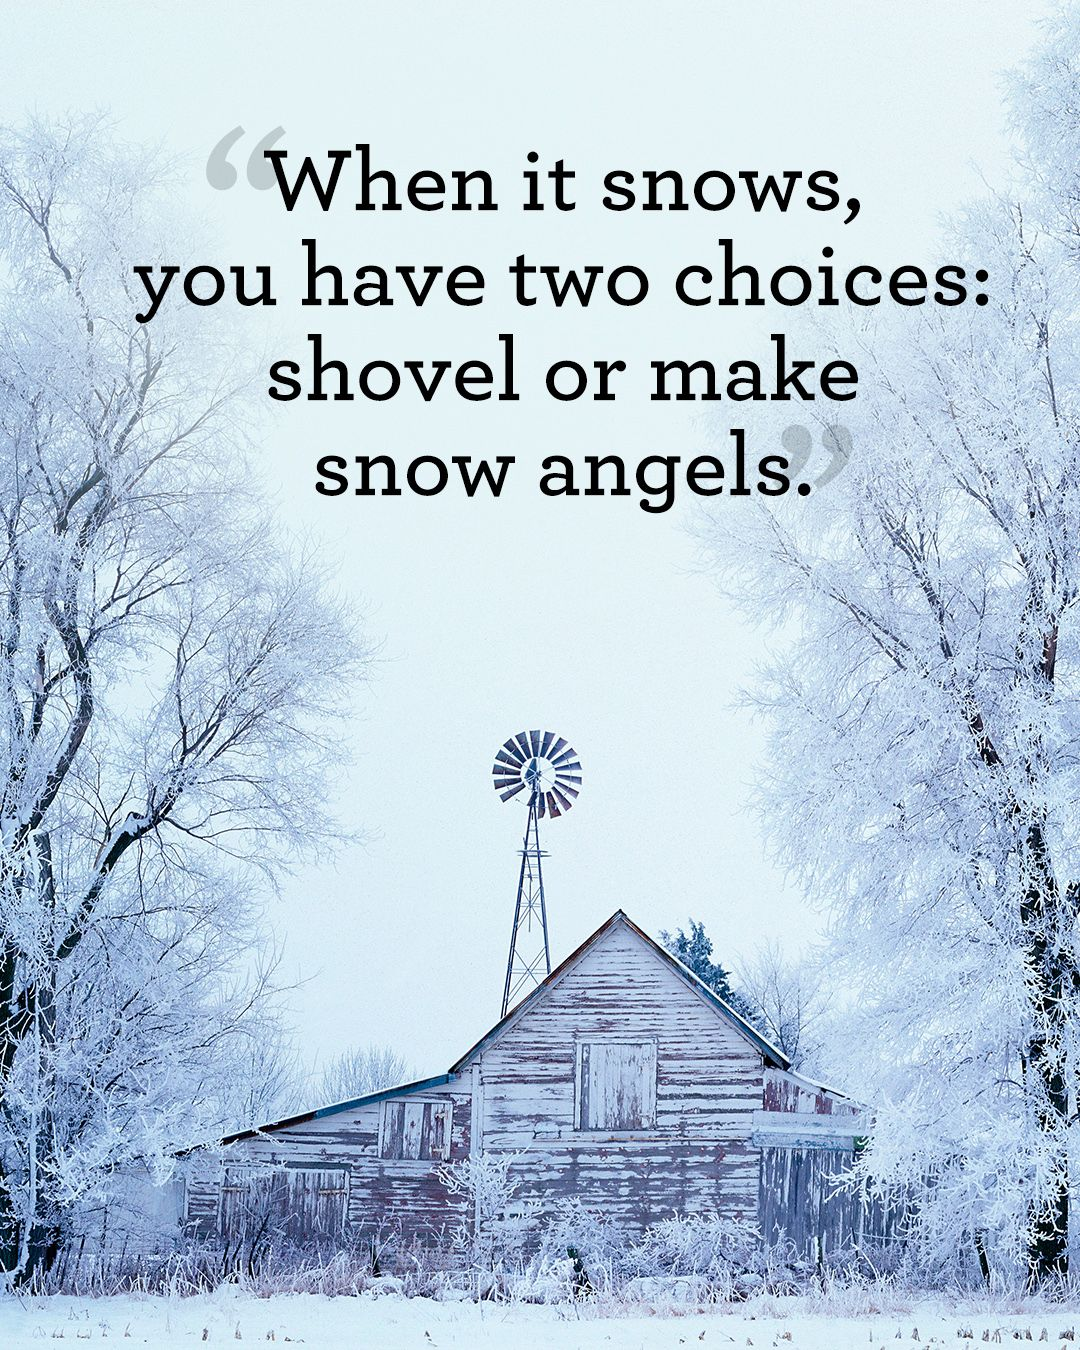 “When it snows,
you have two choices:
shovel or make
snow angels.”